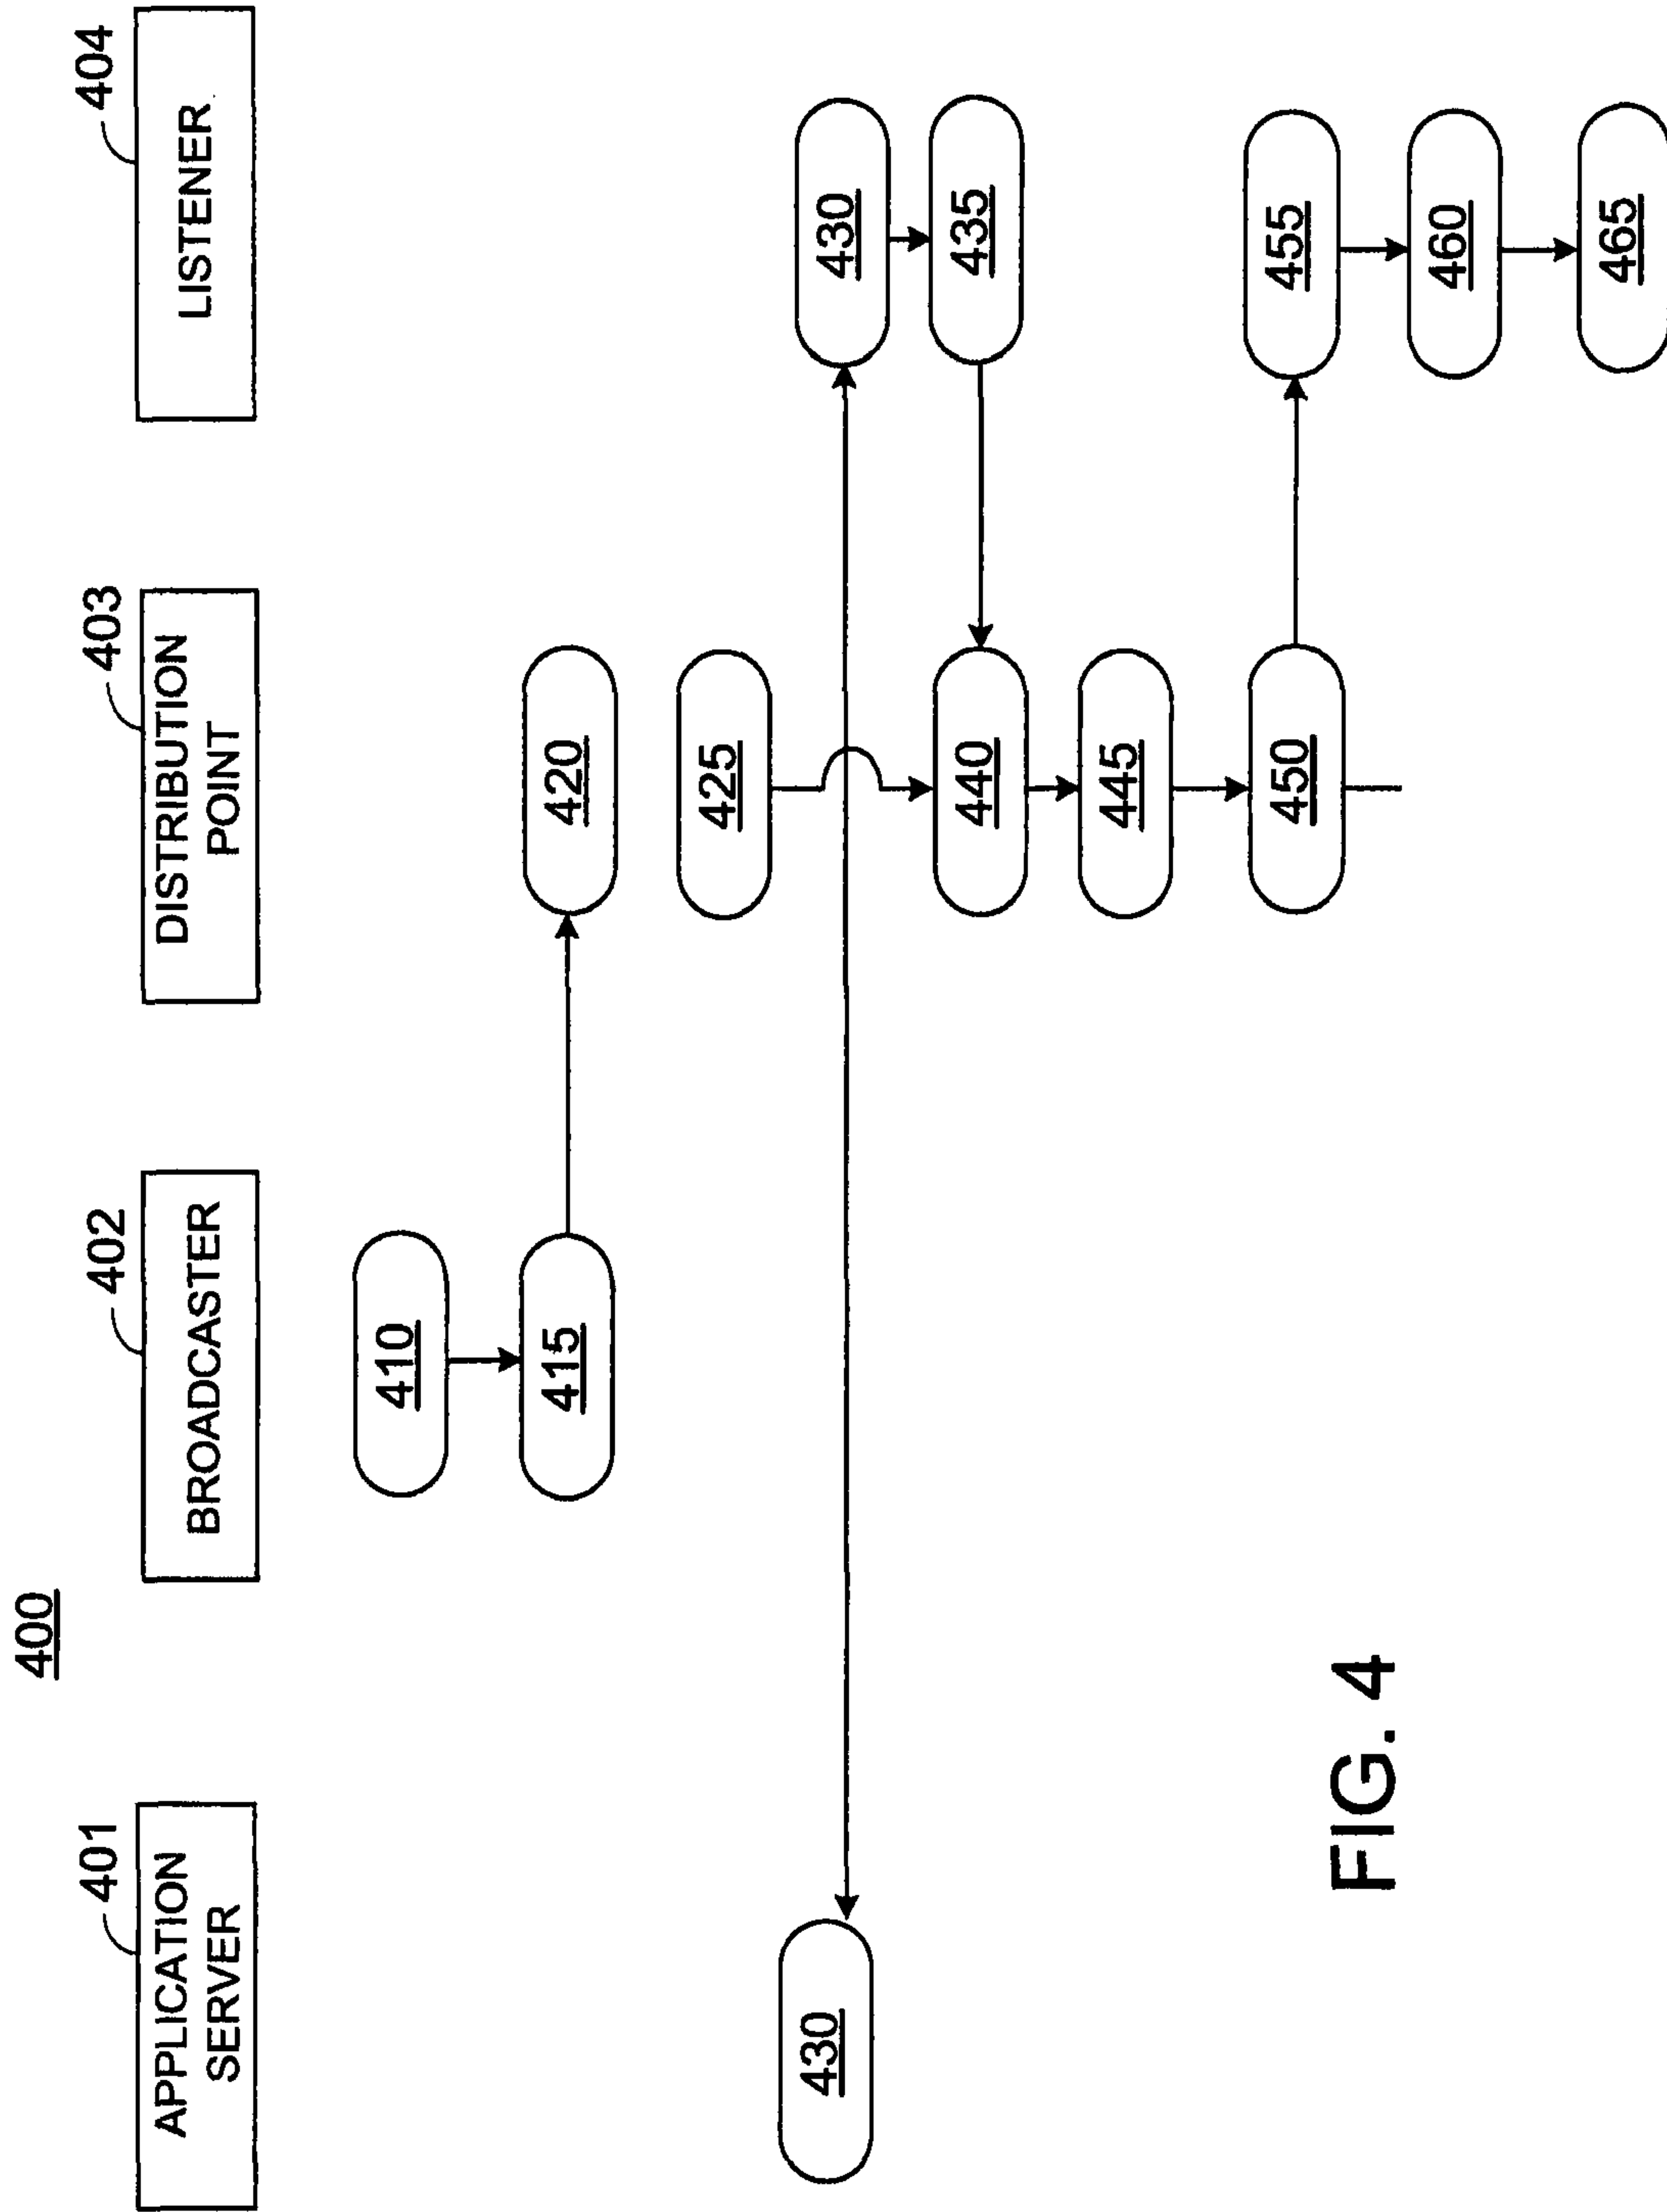 400
401
402
403
404
APPLICATION
SERVER
BROADCASTER
DISTRIBUTION
POINT
LISTENER
410
415
420
425
430
430
435
440
445
450
455
460
465
FIG. 4